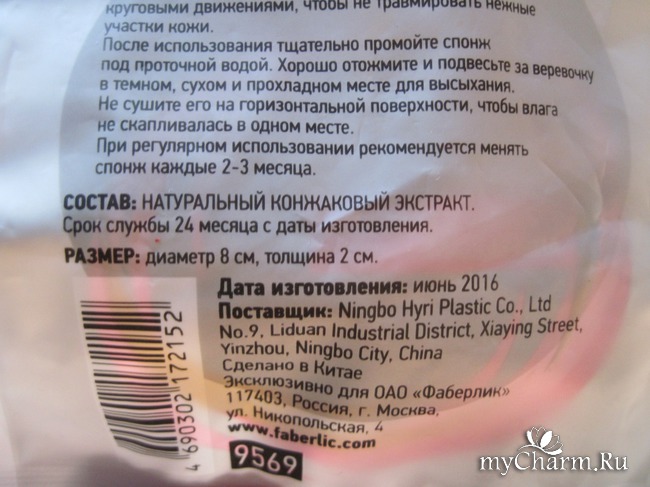 круговыми движениями, чтобы не травмировать нежные
участки кожи.
После использования тщательно промойте спонж
под проточной водой. Хорошо отожмите и подвесьте за веревочку
в темном, сухом и прохладном месте для высыхания.
Не сушите его на горизонтальной поверхности, чтобы влага
не скапливалась в одном месте.
При регулярном использовании рекомендуется менять
спонж каждые 2-3 месяца.
СОСТАВ: НАТУРАЛЬНЫЙ КОНЖАКОВЫЙ ЭКСТРАКТ.
Срок службы 24 месяца с даты изготовления.
РАЗМЕР: диаметр 8 см, толщина 2 см.
Дата изготовления: июнь 2016
Поставщик: Ningbo Hyri Plastic Co., Ltd
No.9, Liduan Industrial District, Xiaying Street,
Yinzhou, Ningbo City, China
Сделано в Китае
Эксклюзивно для ОАО «Фаберлик»
117403, Россия, г. Москва,
ул. Никопольская, 4
www.faberlic.com
9569
4 690302 172152
myCharm.Ru